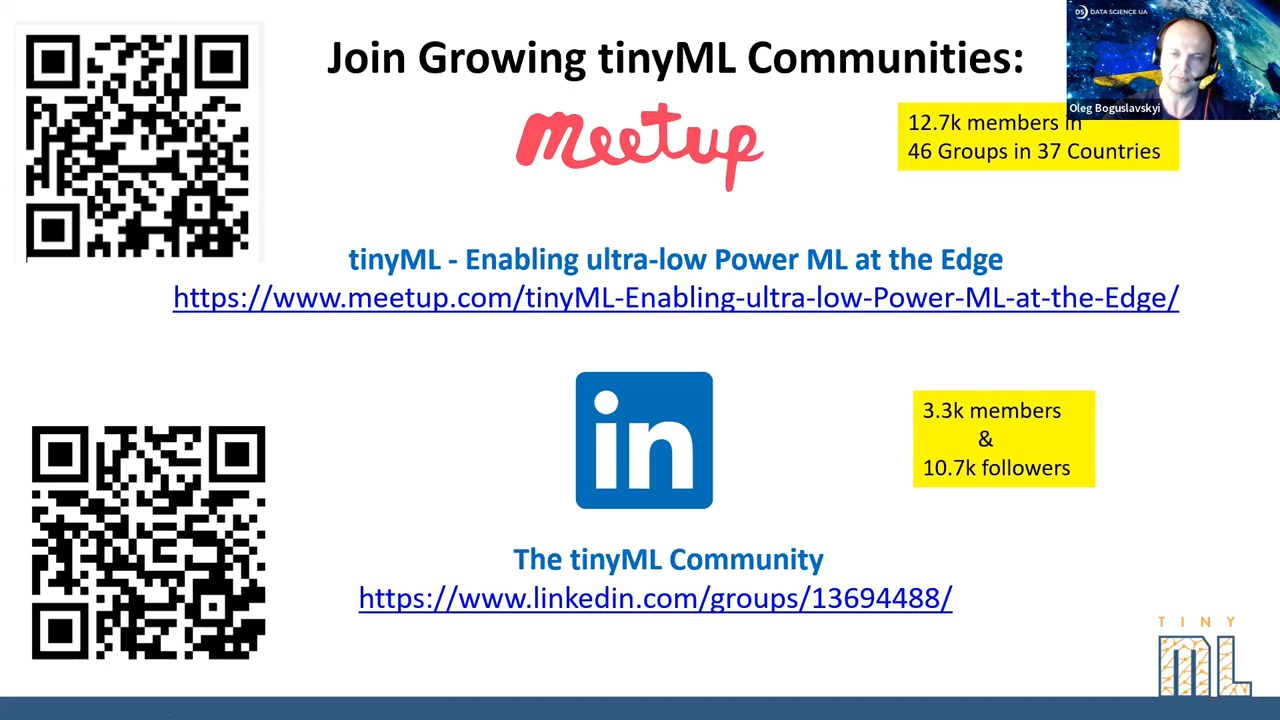 Join Growing tinyML Communities:
DS DATA SCIENCE UA
Oleg Boguslavskyi
meetup
12.7k members in
46 Groups in 37 Countries
tinyML - Enabling ultra-low Power ML at the Edge
https://www.meetup.com/tinyML-Enabling-ultra-low-Power-ML-at-the-Edge/
in
3.3k members
&
10.7k followers
The tinyML Community
https://www.linkedin.com/groups/13694488/
TINY
ML